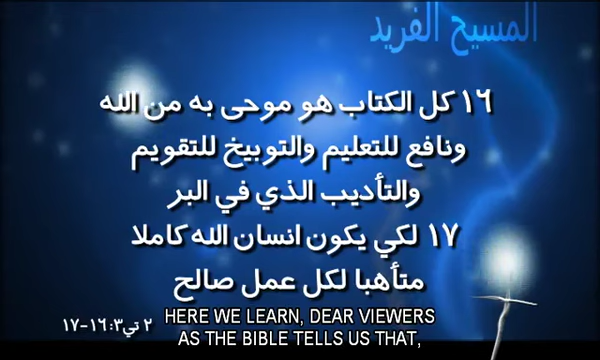 المسيح الفريد
١٦ كل الكتاب هو موحى به من الله
ونافع للتعليم والتوبيخ للتقويم
والتأديب الذي في البر
١٧ لكي يكون انسان الله كاملا
متأهبا لكل عمل صالح
٢ تي٣:١٦-١٧
HERE WE LEARN, DEAR VIEWERS
AS THE BIBLE TELLS US THAT,